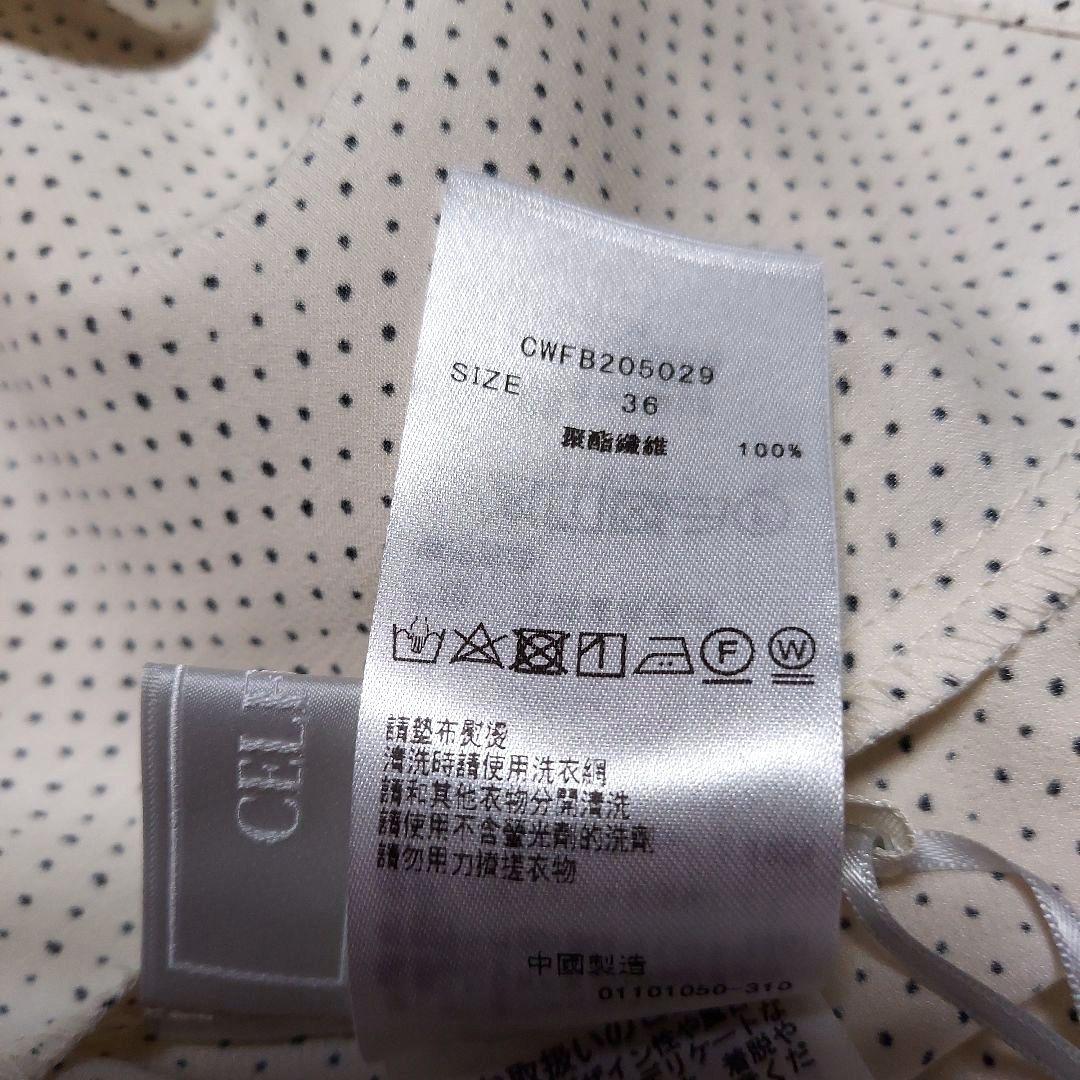 CWFB205029
SIZE 36
聚酯纖維 100%
F W
請墊布熨燙
清洗時請使用洗衣網
請和其他衣物分開清洗
請使用不含螢光劑的洗劑
請勿用力擠搓衣物
中國製造
01101050-310
CEL